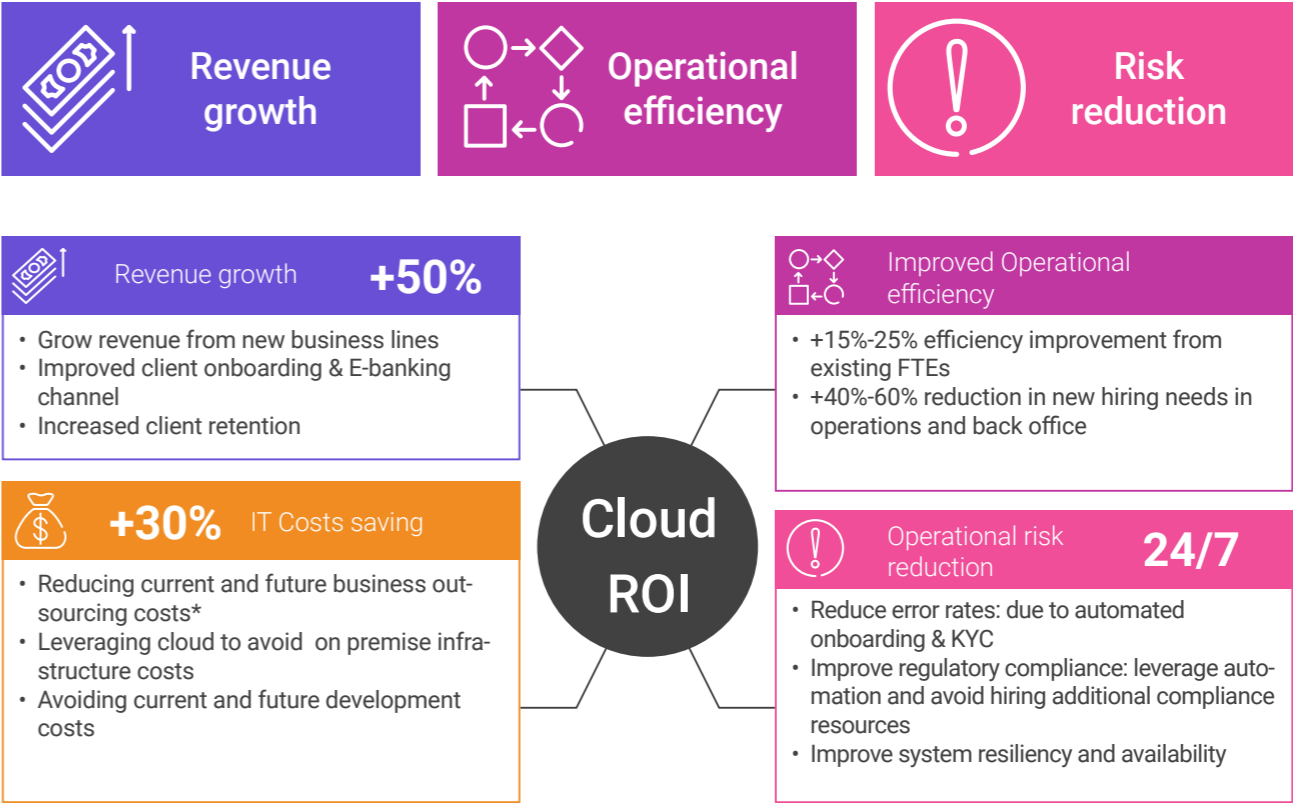 Revenue
growth
Operational
efficiency
Risk
reduction
Revenue growth +50%
• Grow revenue from new business lines
• Improved client onboarding & E-banking
channel
• Increased client retention
+30% IT Costs saving
• Reducing current and future business out-
sourcing costs*
• Leveraging cloud to avoid  on premise infra-
structure costs
• Avoiding current and future development
costs
Cloud
ROI
Improved Operational
efficiency
• +15%-25% efficiency improvement from
existing FTEs
• +40%-60% reduction in new hiring needs in
operations and back office
Operational risk
reduction
24/7
• Reduce error rates: due to automated
onboarding & KYC
• Improve regulatory compliance: leverage auto-
mation and avoid hiring additional compliance
resources
• Improve system resiliency and availability